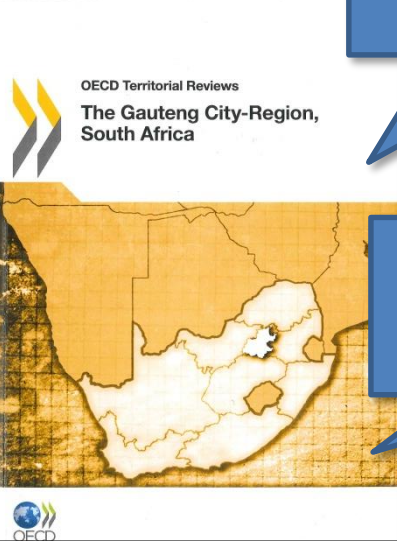 OECD Territorial Reviews
The Gauteng City-Region,
South Africa
OECD